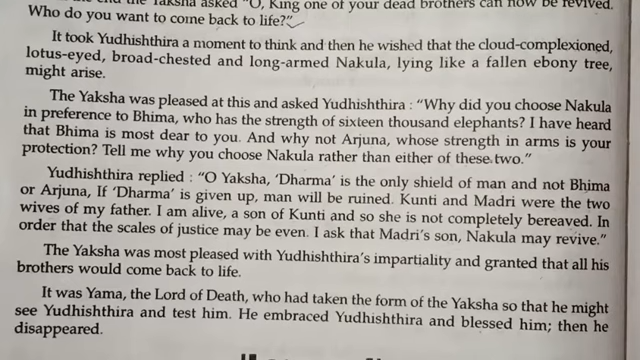 the Yaksha asked "O, King one of your dead brothers can now be revived.
Who do you want to come back to life?"
It took Yudhishthira a moment to think and then he wished that the cloud-complexioned,
lotus-eyed, broad-chested and long-armed Nakula, lying like a fallen ebony tree,
might arise.
The Yaksha was pleased at this and asked Yudhishthira : "Why did you choose Nakula
in preference to Bhima, who has the strength of sixteen thousand elephants? I have heard
that Bhima is most dear to you. And why not Arjuna, whose strength in arms is your
protection? Tell me why you choose Nakula rather than either of these two."
Yudhishthira replied : "O Yaksha, 'Dharma' is the only shield of man and not Bhima
or Arjuna, If 'Dharma' is given up, man will be ruined. Kunti and Madri were the two
wives of my father. I am alive, a son of Kunti and so she is not completely bereaved. In
order that the scales of justice may be even. I ask that Madri's son, Nakula may revive."
The Yaksha was most pleased with Yudhishthira's impartiality and granted that all his
brothers would come back to life.
It was Yama, the Lord of Death, who had taken the form of the Yaksha so that he might
see Yudhishthira and test him. He embraced Yudhishthira and blessed him; then he
disappeared.